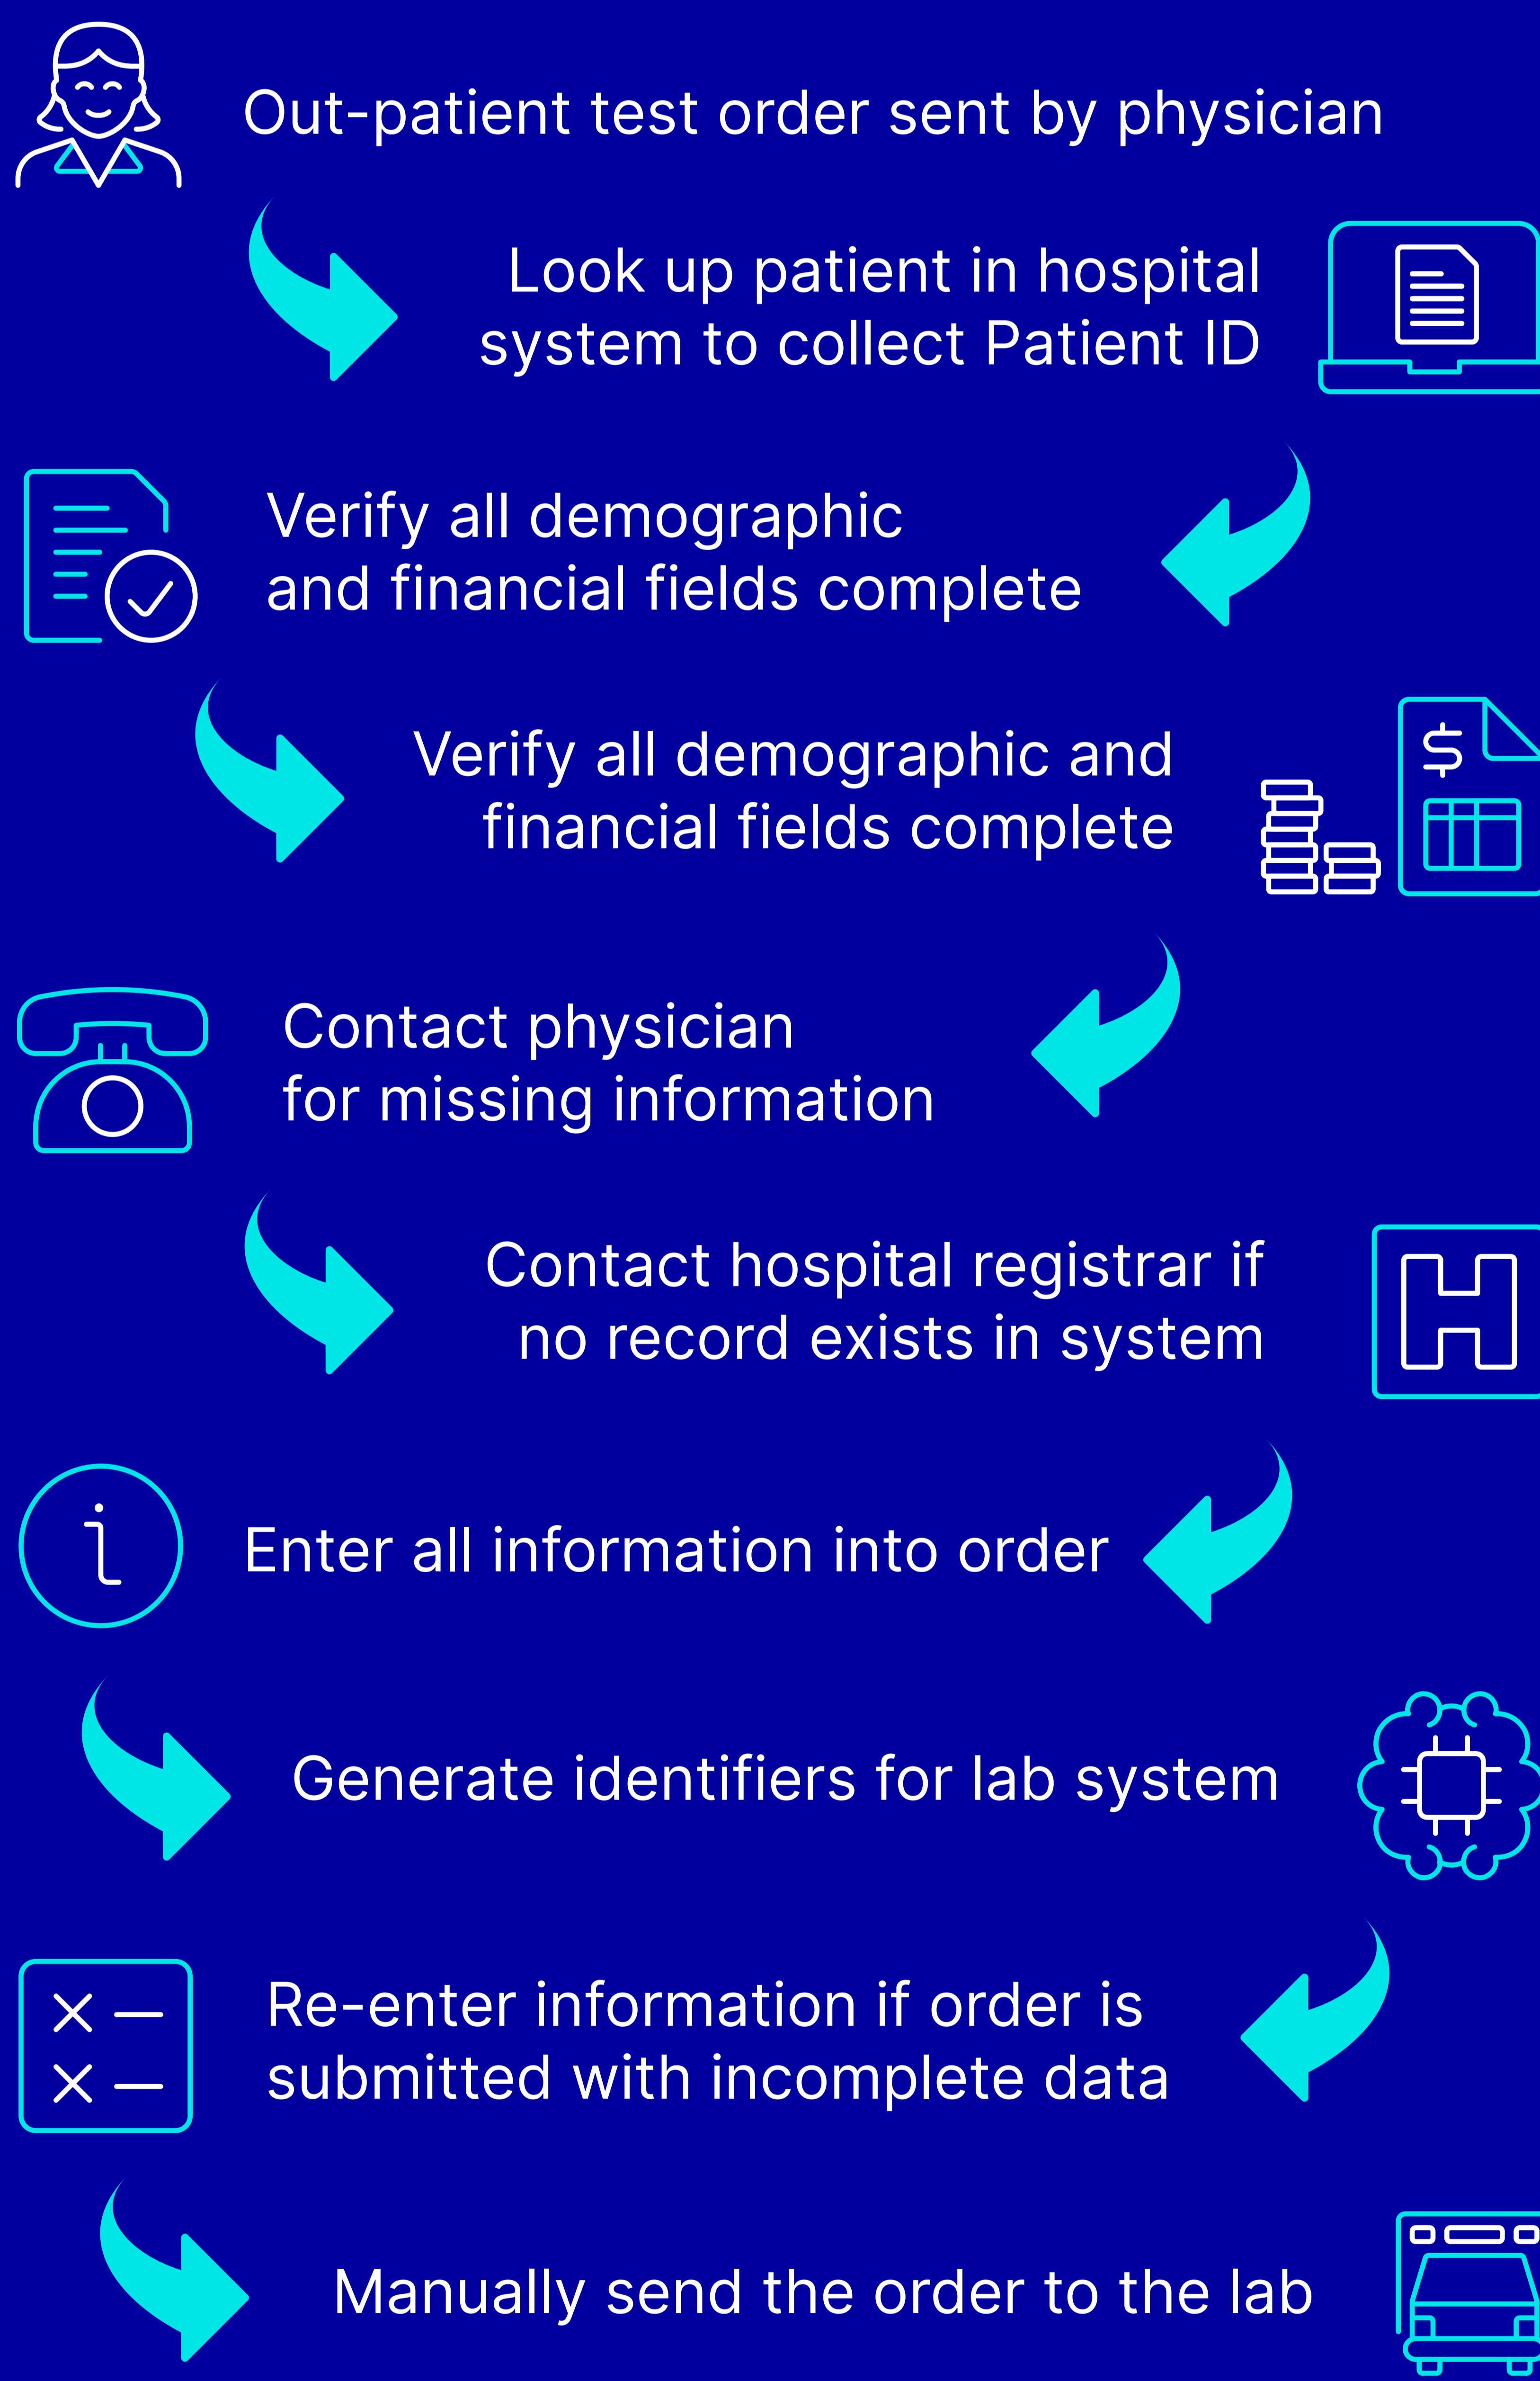 Out-patient test order sent by physician
Look up patient in hospital
system to collect Patient ID
Verify all demographic
and financial fields complete
Verify all demographic and
financial fields complete
$
Contact physician
for missing information
Contact hospital registrar if
no record exists in system
H
i
Enter all information into order
Generate identifiers for lab system
Re-enter information if order is
submitted with incomplete data
Manually send the order to the lab